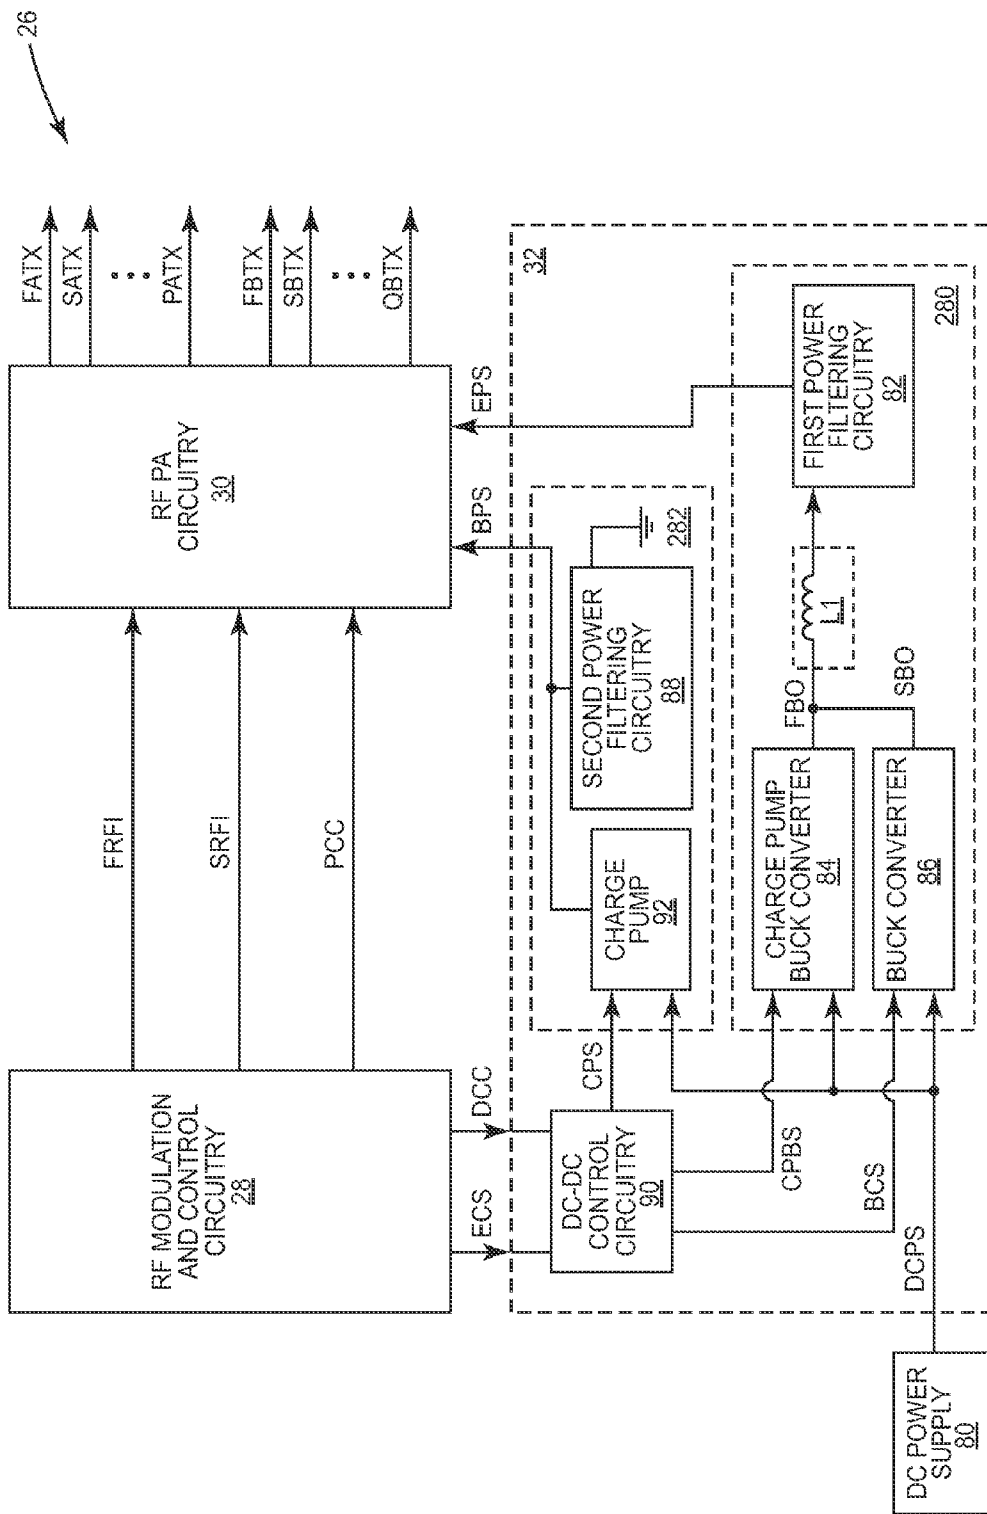 26
FATX
SATX
PATX
FBTX
SBTX
QBTX
RF PA
CIRCUITRY
30
FRFI
SRFI
PCC
RF MODULATION
AND CONTROL
CIRCUITRY
28
ECS
DCC
BPS
EPS
32
DC-DC
CONTROL
CIRCUITRY
90
CPS
CHARGE
PUMP
92
SECOND POWER
FILTERING
CIRCUITRY
88
282
CPBS
BCS
DCPS
CHARGE PUMP
BUCK CONVERTER
84
BUCK CONVERTER
86
FBO
SBO
L1
FIRST POWER
FILTERING
CIRCUITRY
82
280
DC POWER
SUPPLY
80